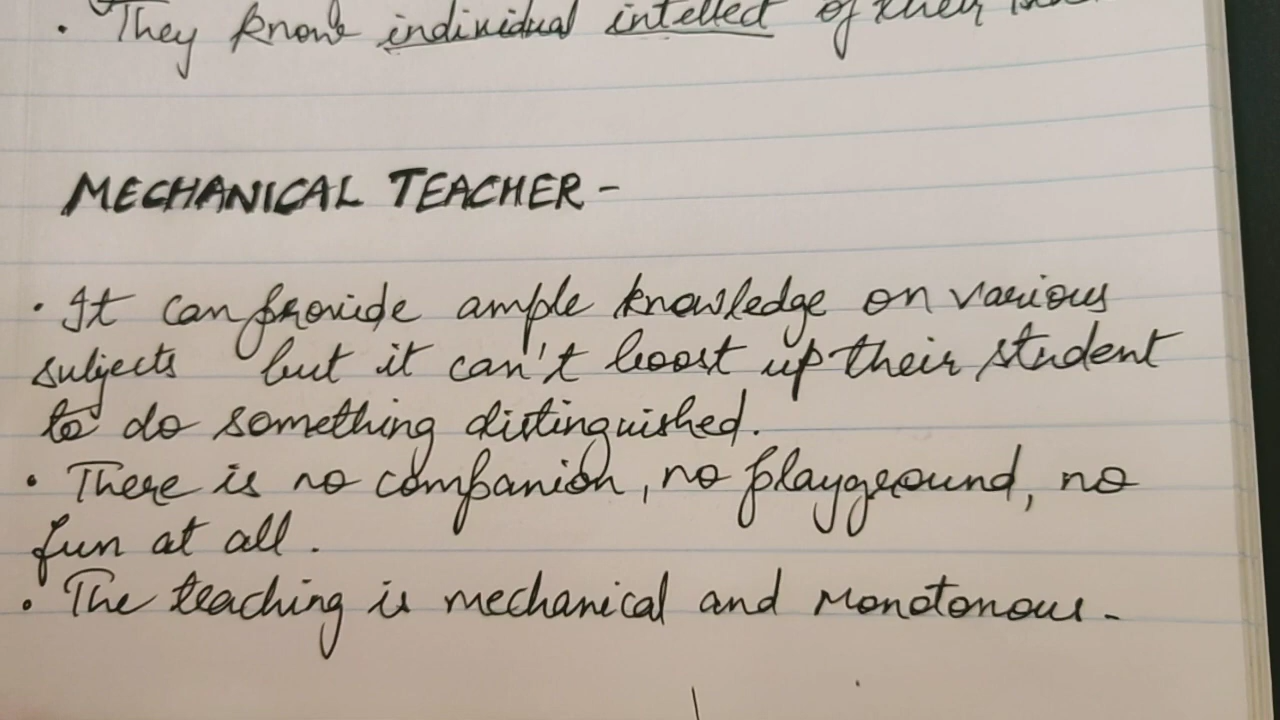 • They know individual intellect of their
MECHANICAL TEACHER -
• It can provide ample knowledge on various
subjects but it can't boost up their student
to do something distinguished.
• There is no companion, no playground, no
fun at all.
• The teaching is mechanical and monotonous.